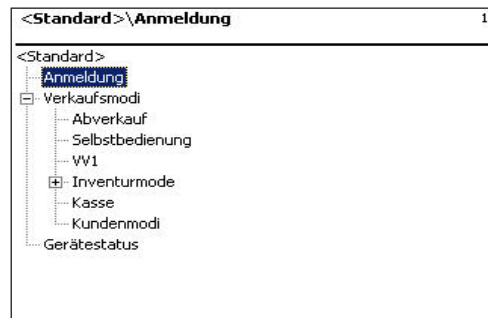 <Standard>\Anmeldung 1
<Standard>
Anmeldung
Verkaufsmodi
Abverkauf
Selbstbedienung
VV1
Inventurmode
Kasse
Kundenmodi
Gerätestatus